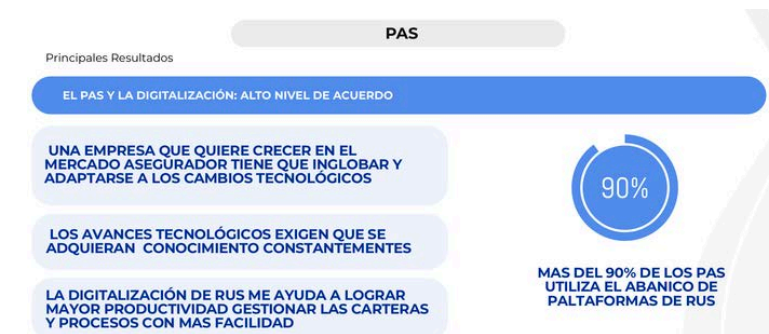 PAS
Principales Resultados
EL PAS Y LA DIGITALIZACIÓN: ALTO NIVEL DE ACUERDO
UNA EMPRESA QUE QUIERE CRECER EN EL
MERCADO ASEGURADOR TIENE QUE INGLOBAR Y
ADAPTARSE A LOS CAMBIOS TECNOLÓGICOS
LOS AVANCES TECNOLÓGICOS EXIGEN QUE SE
ADQUIERAN CONOCIMIENTO CONSTANTEMENTES
LA DIGITALIZACIÓN DE RUS ME AYUDA A LOGRAR
MAYOR PRODUCTIVIDAD GESTIONAR LAS CARTERAS
Y PROCESOS CON MAS FACILIDAD
90%
MAS DEL 90% DE LOS PAS
UTILIZA EL ABANICO DE
PALTAFORMAS DE RUS